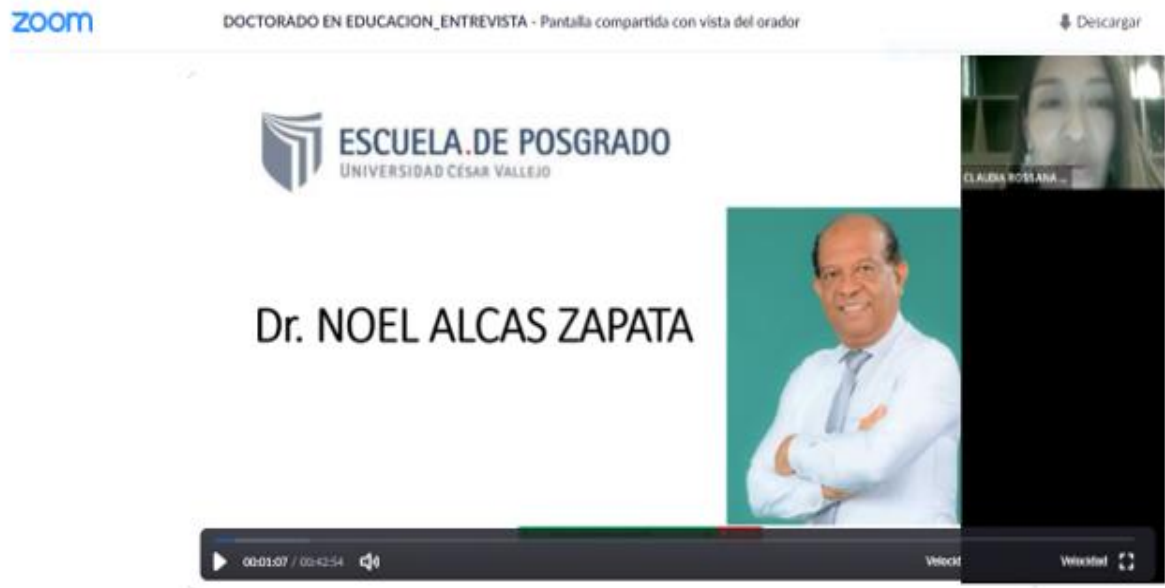 zoom
DOCTORADO EN EDUCACION_ENTREVISTA - Pantalla compartida con vista del orador
Descargar
ESCUELA.DE POSGRADO
UNIVERSIDAD CÉSAR VALLEJO
CLAUDIA ROSSANA ...
Dr. NOEL ALCAS ZAPATA
00:01:07 / 00:42:54
Velocid
Velocidad